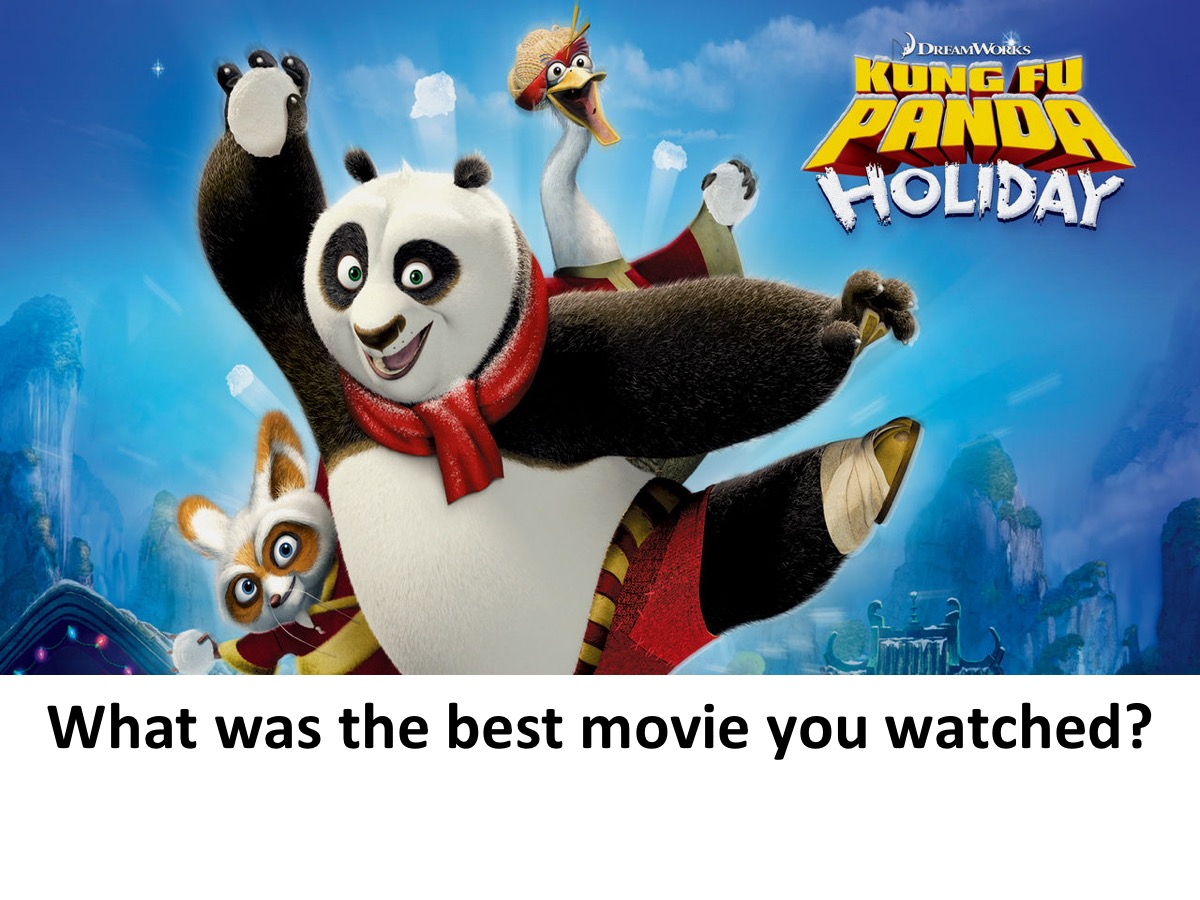 DREAMWORKS
KUNG FU
PANDA
HOLIDAY
What was the best movie you watched?